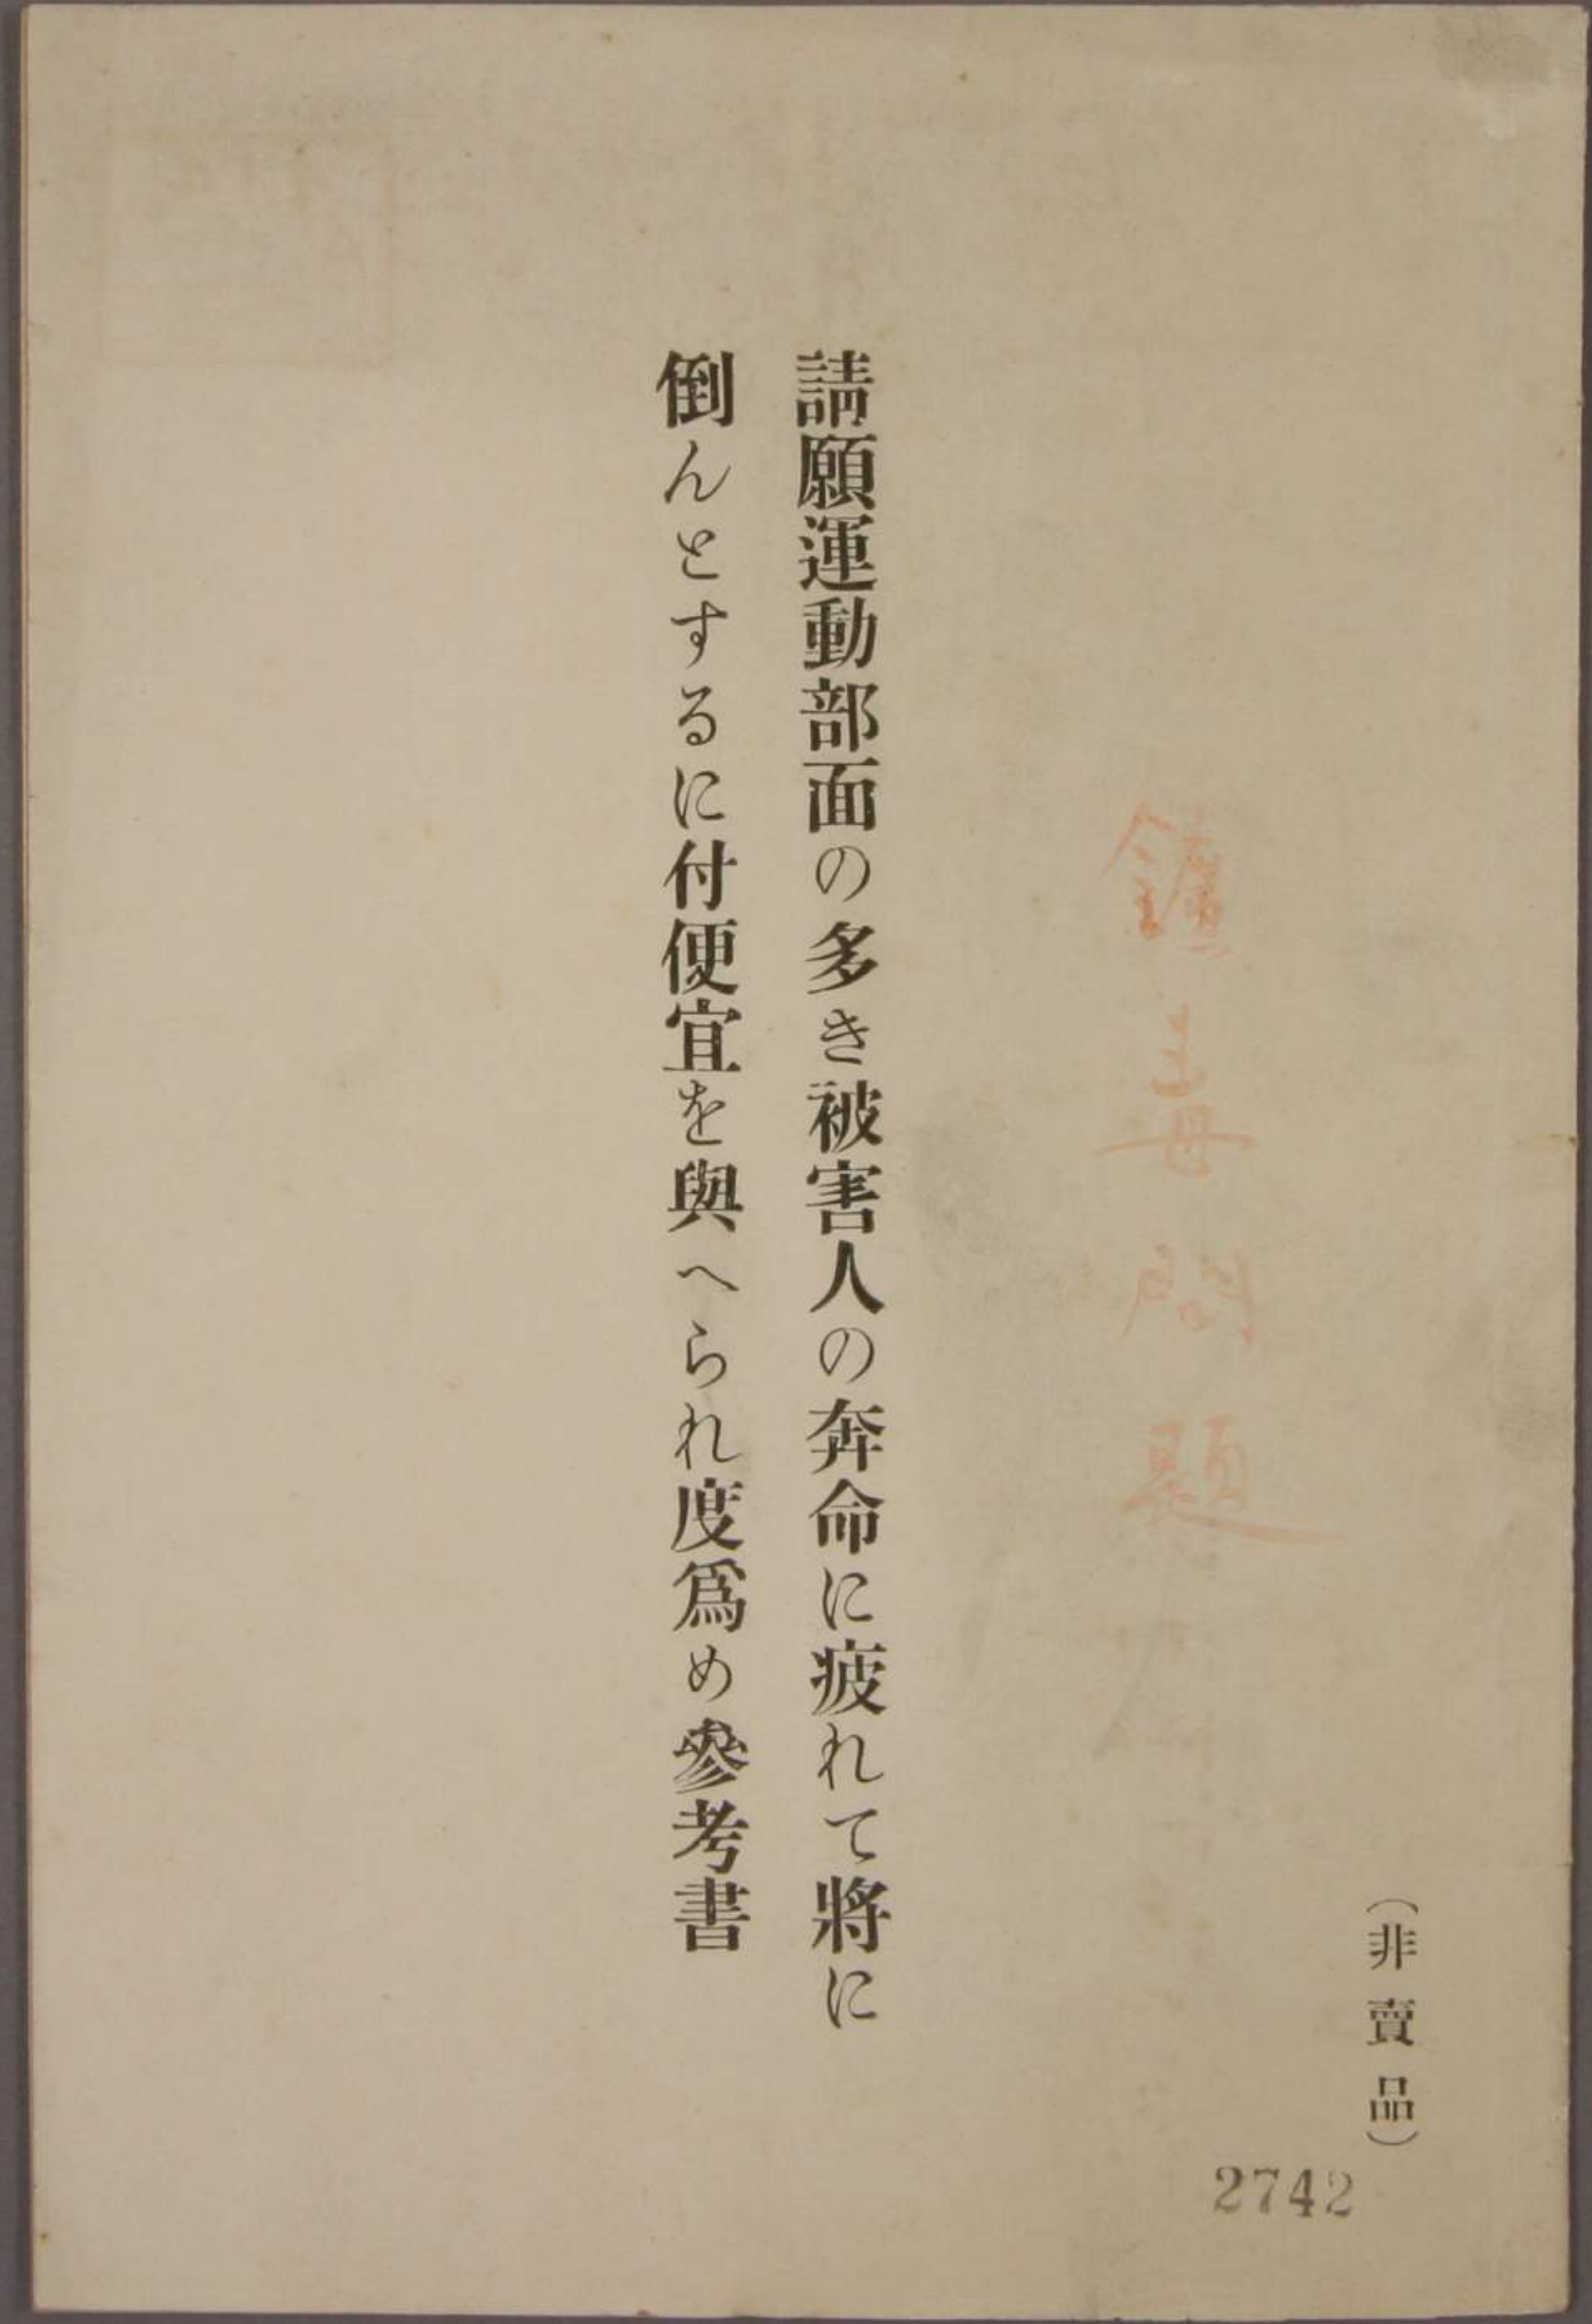 （非賣品）
2742
鑛毒問題
請願運動部面の多き被害人の奔命に疲れて將に
倒んとするに付便宜を與へられ度爲め參考書